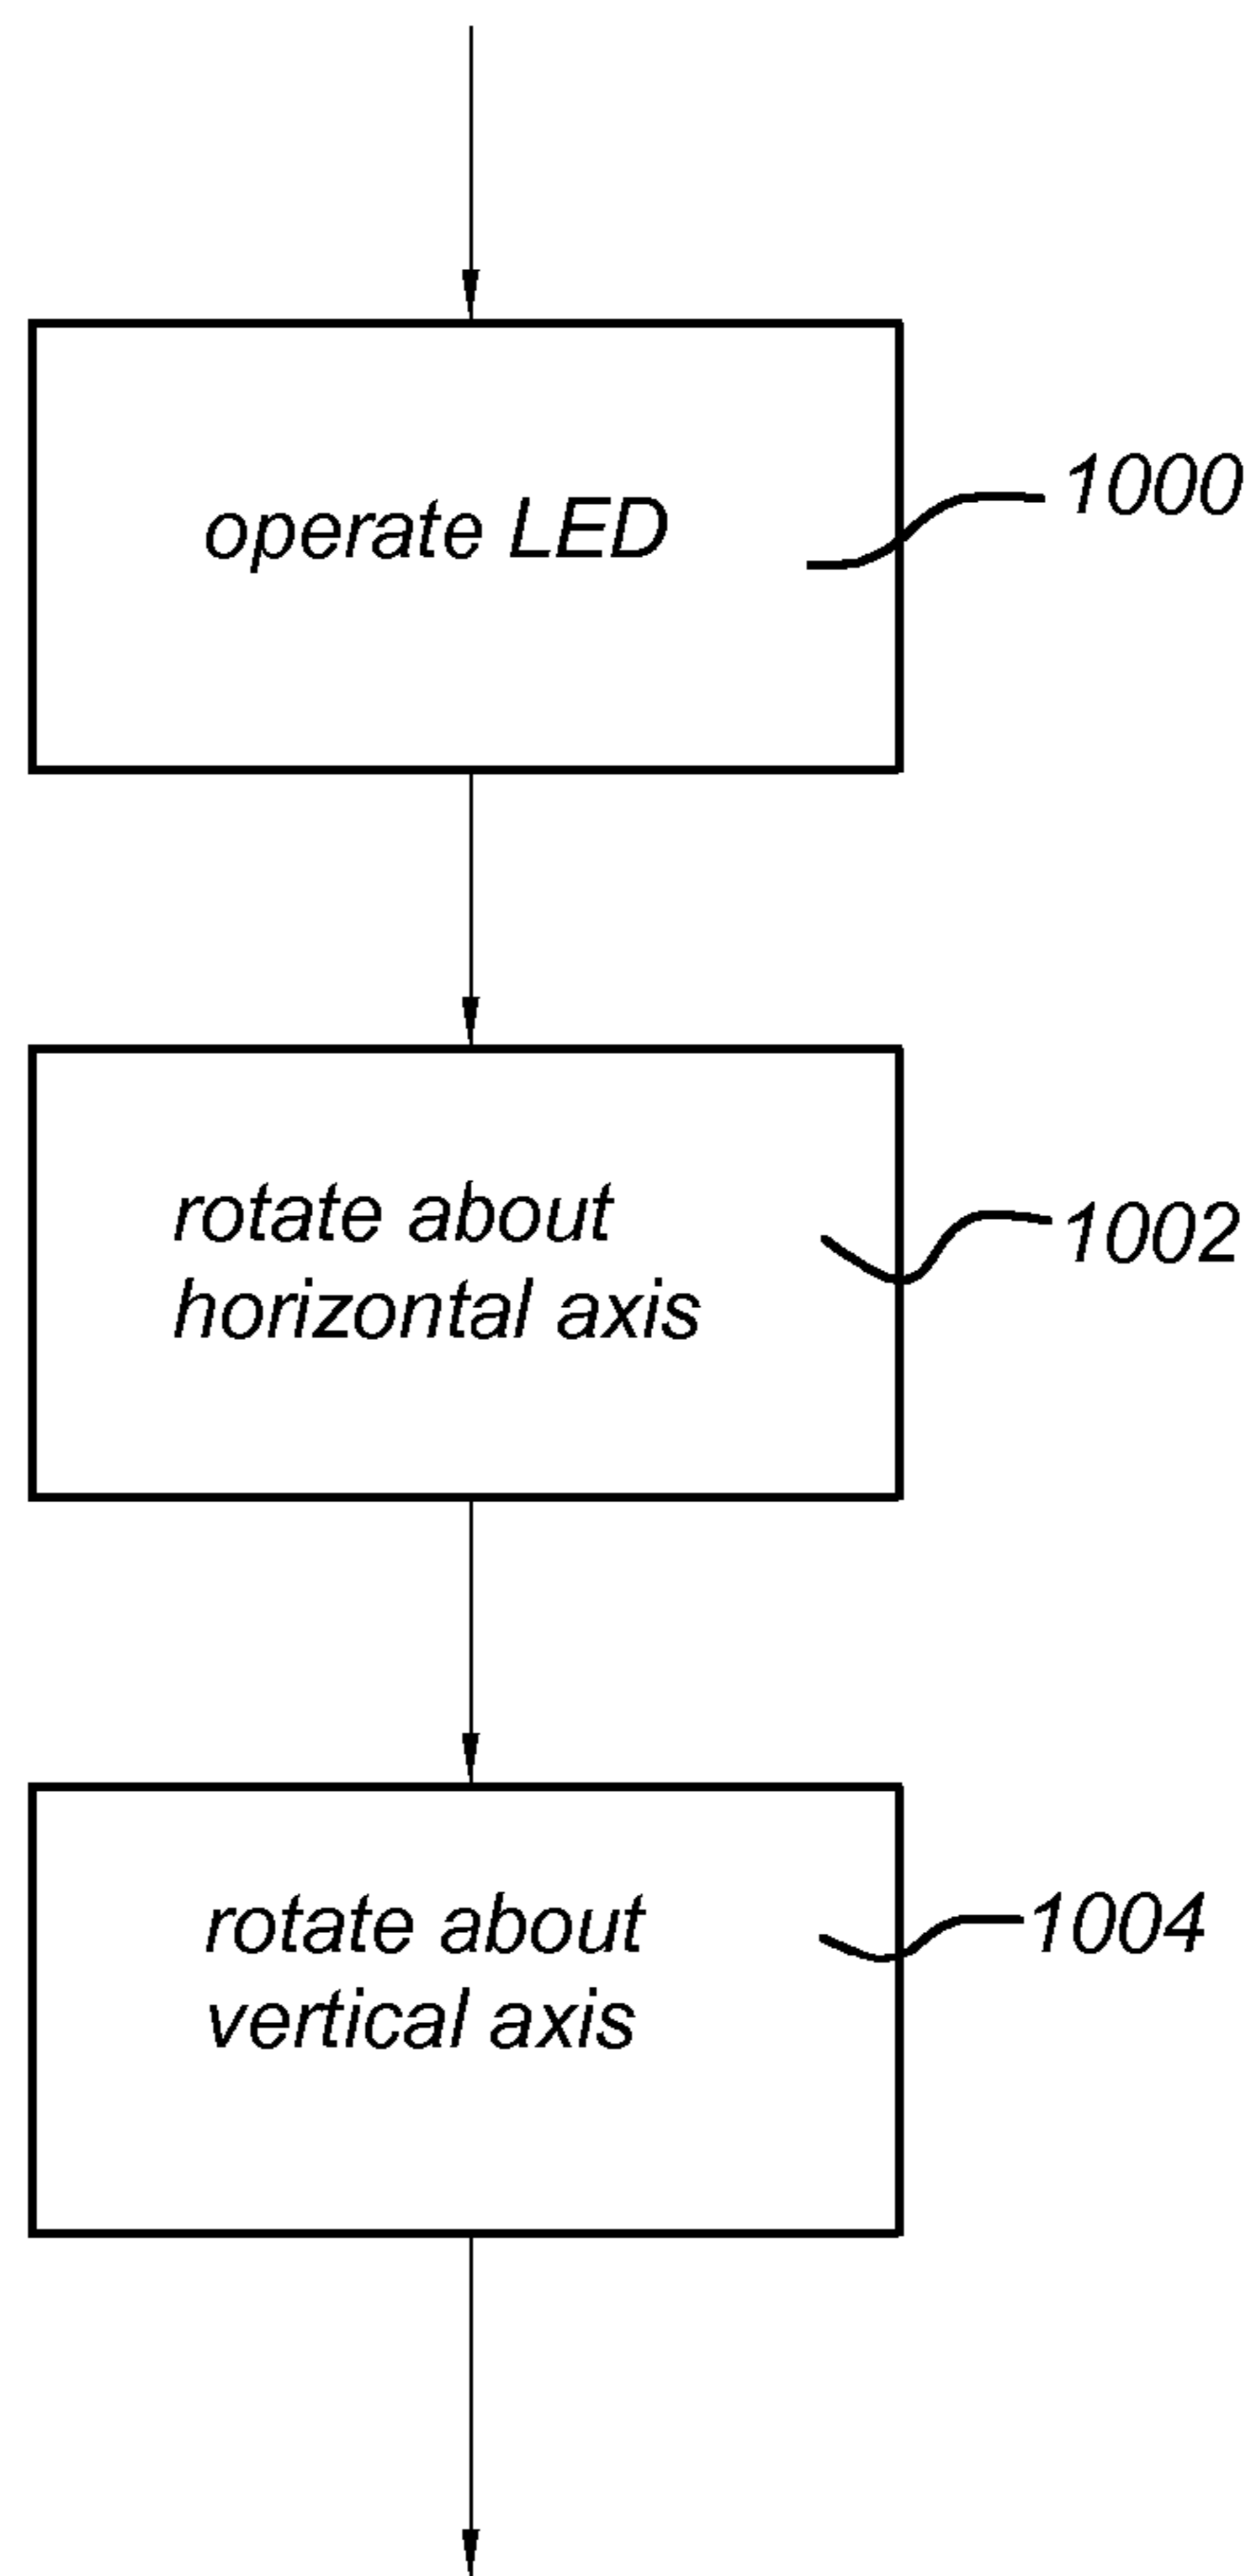 operate LED
1000
rotate about
horizontal axis
1002
rotate about
vertical axis
1004